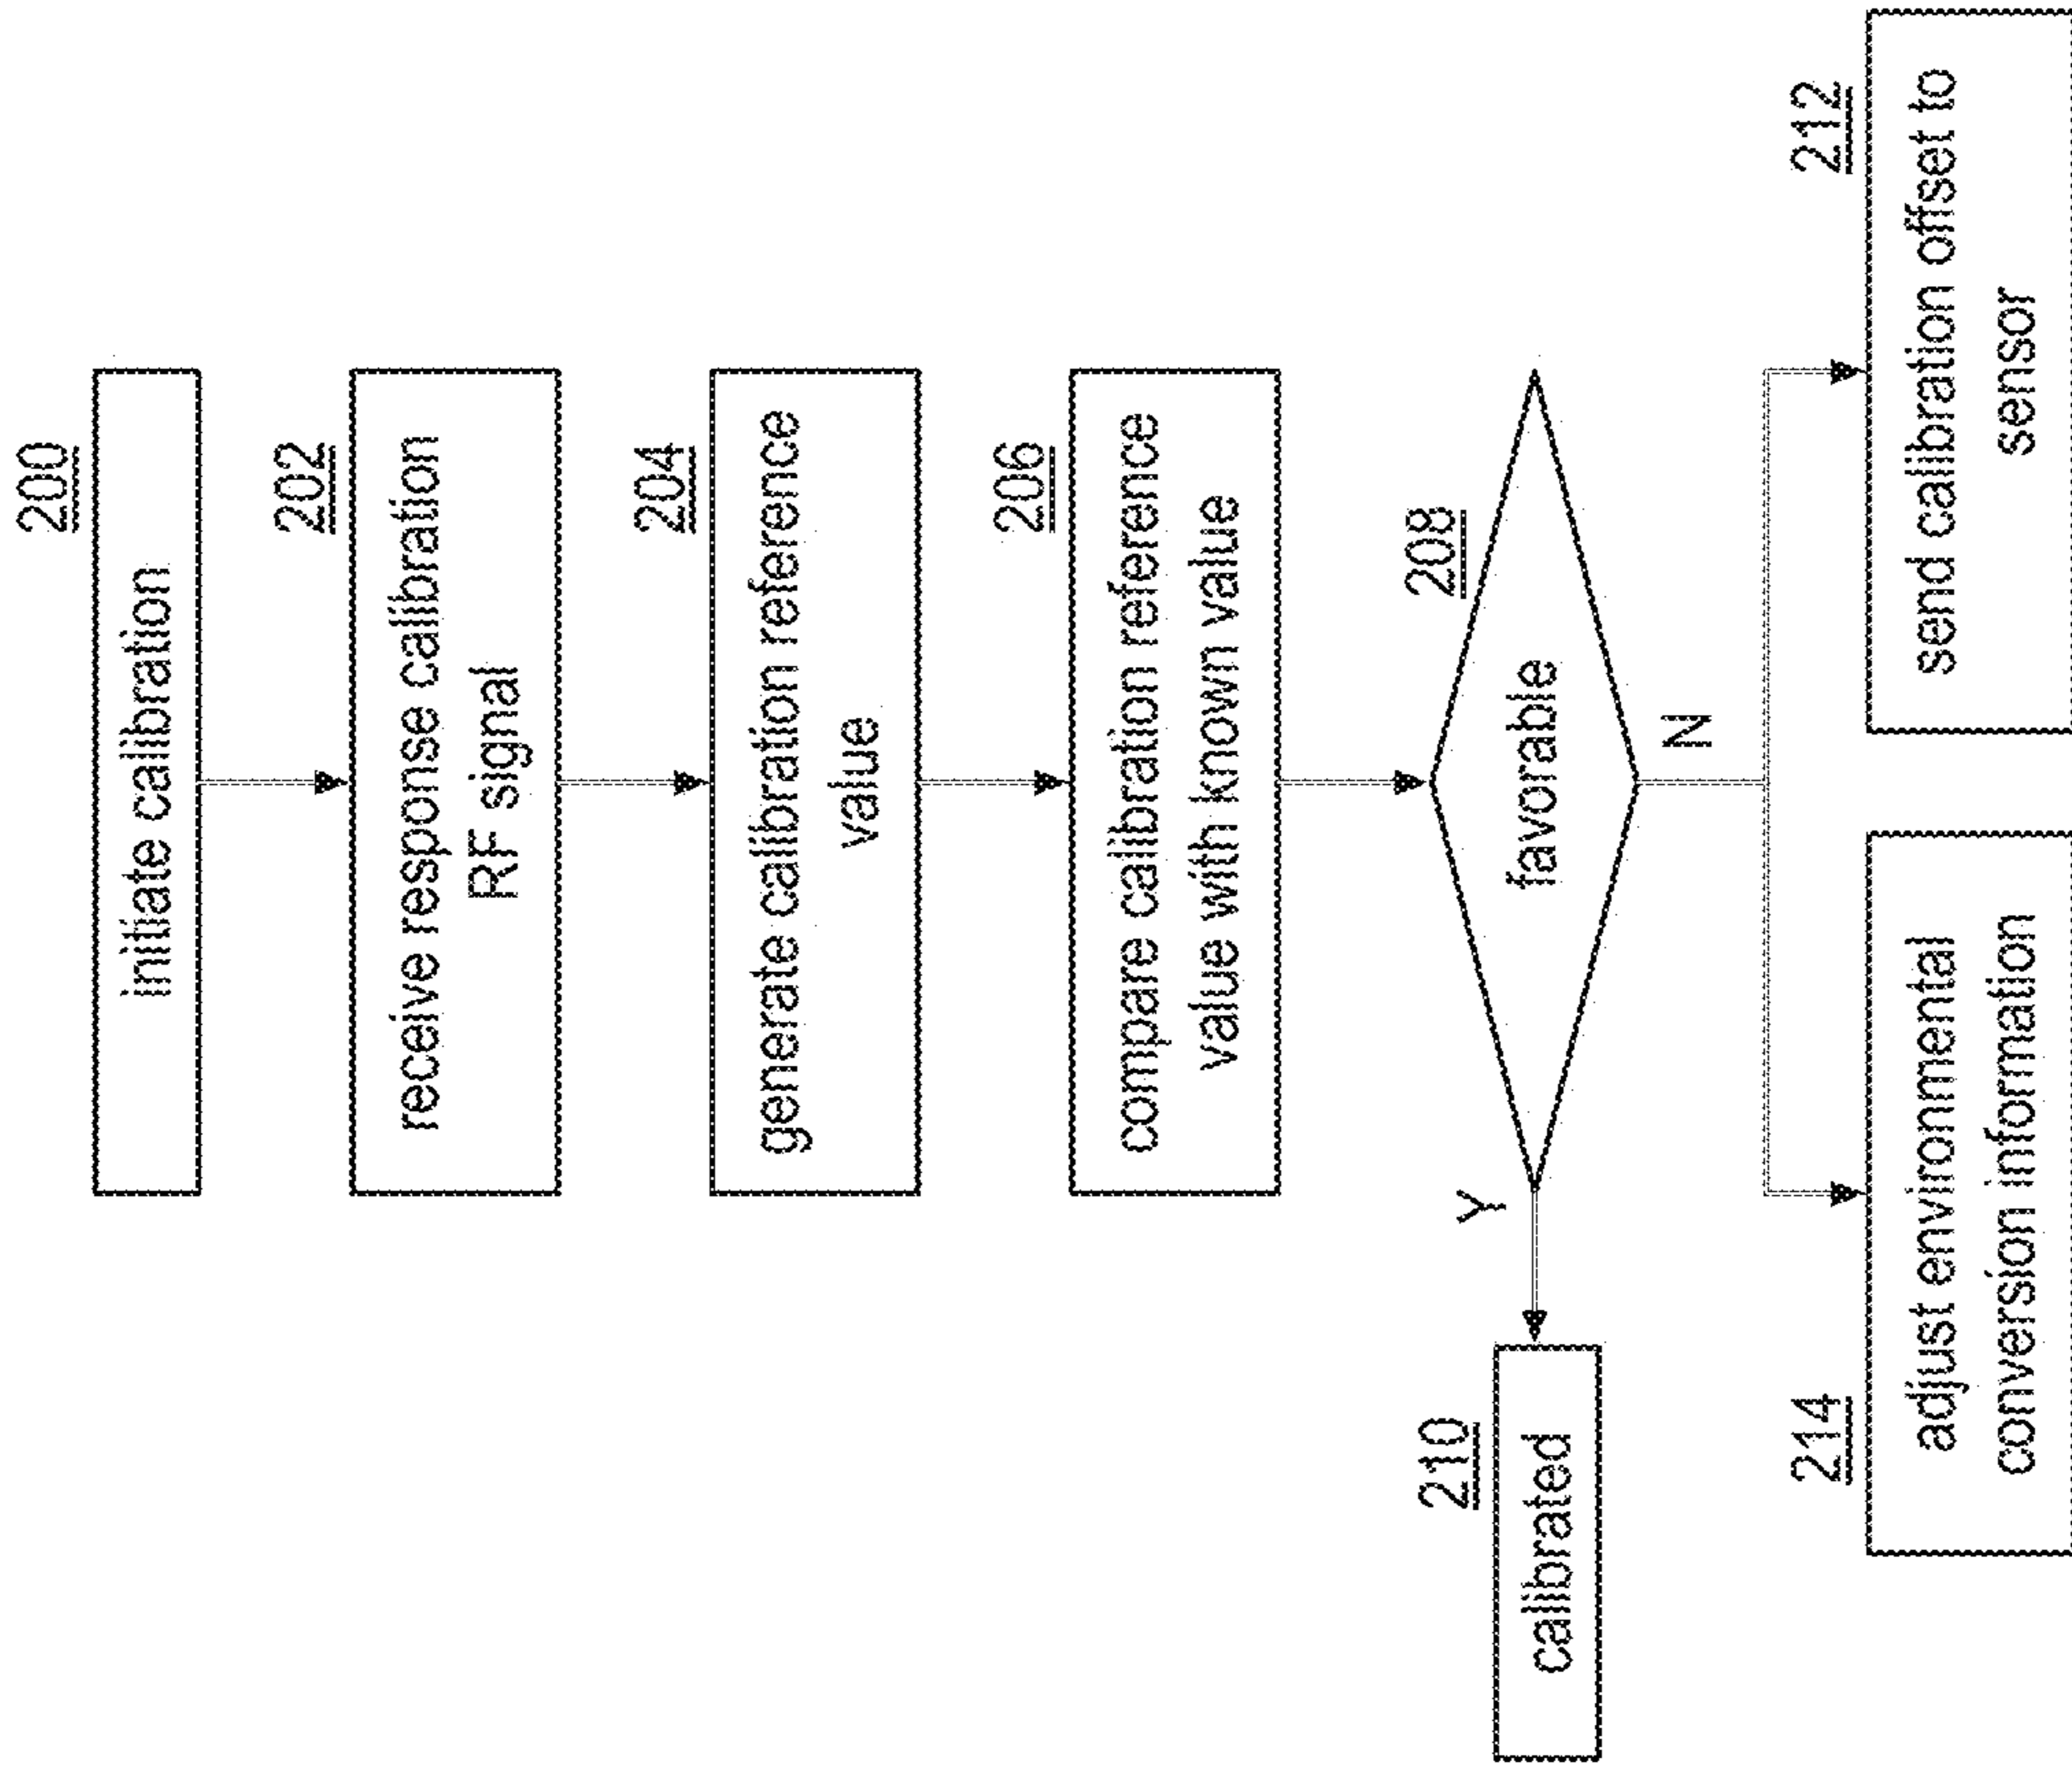 200
initiate calibration
202
receive response calibration
RF signal
204
generate calibration reference
value
206
compare calibration reference
value with known value
208
favorable
Y
N
210
calibrated
214
adjust environmental
conversion information
212
send calibration offset to
sensor